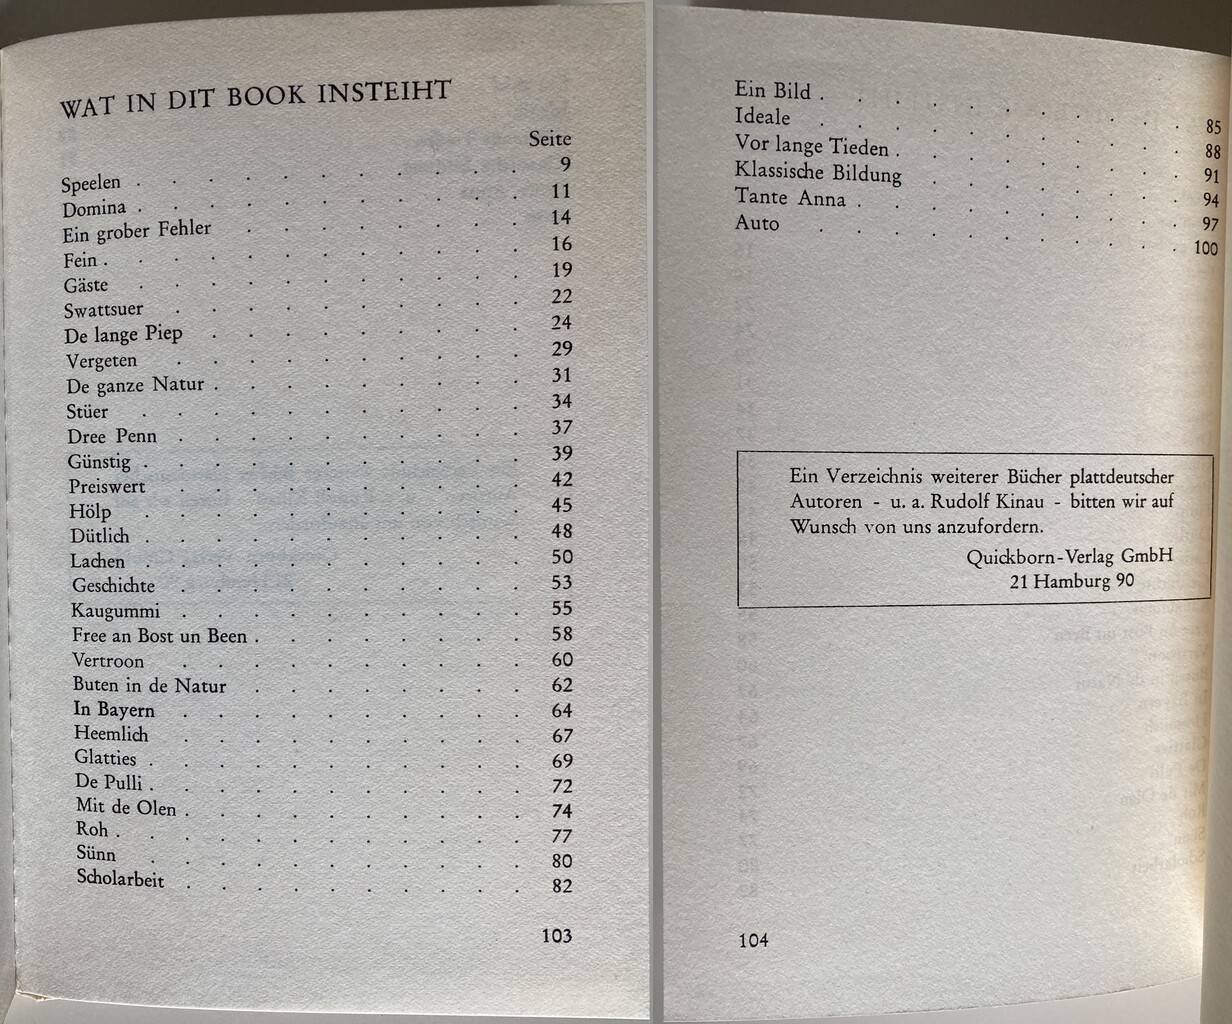 WAT IN DIT BOOK INSTEIHT
Seite
Speelen . . . . . . . . . . . 9
Domina . . . . . . . . . . . 11
Ein grober Fehler . . . . . . . . 14
Fein . . . . . . . . . . . . 16
Gäste . . . . . . . . . . . 19
Swattsuer . . . . . . . . . . 22
De lange Piep . . . . . . . . . 24
Vergeten . . . . . . . . . . 29
De ganze Natur . . . . . . . . . 31
Stüer . . . . . . . . . . . 34
Dree Penn . . . . . . . . . . 37
Günstig . . . . . . . . . . . 39
Preiswert . . . . . . . . . . 42
Hölp . . . . . . . . . . . 45
Dütlich . . . . . . . . . . . 48
Lachen . . . . . . . . . . . 50
Geschichte . . . . . . . . . . 53
Kaugummi . . . . . . . . . . 55
Free an Bost un Been . . . . . . . . 58
Vertroon . . . . . . . . . . 60
Buten in de Natur . . . . . . . . 62
In Bayern . . . . . . . . . . 64
Heemlich . . . . . . . . . . 67
Glatties . . . . . . . . . . . 69
De Pulli . . . . . . . . . . . 72
Mit de Olen . . . . . . . . . . 74
Roh . . . . . . . . . . . . 77
Sünn . . . . . . . . . . . 80
Scholarbeit . . . . . . . . . . 82
103
Ein Bild . . . . . . . . . . . 85
Ideale . . . . . . . . . . . 88
Vor lange Tieden . . . . . . . . . 91
Klassische Bildung . . . . . . . . 94
Tante Anna . . . . . . . . . . 97
Auto . . . . . . . . . . . 100
Ein Verzeichnis weiterer Bücher plattdeutscher
Autoren - u. a. Rudolf Kinau - bitten wir auf
Wunsch von uns anzufordern.
Quickborn-Verlag GmbH
21 Hamburg 90
104